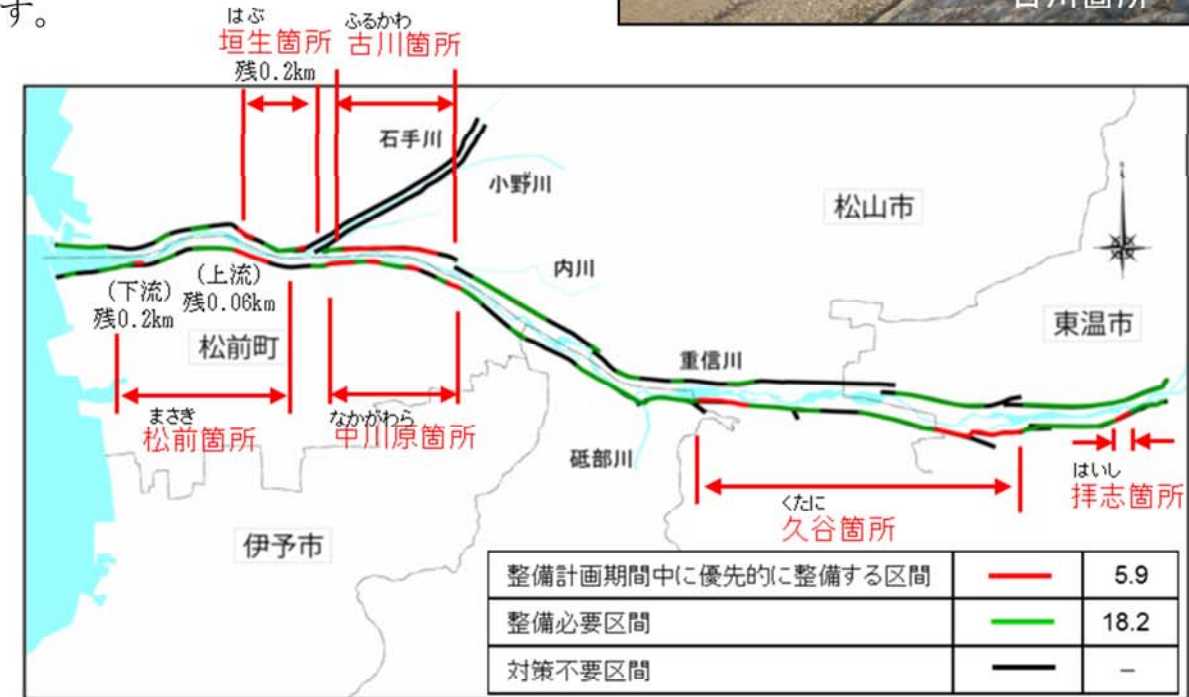 す。
古川箇所
はぶ
垣生箇所
残0.2km
ふるかわ
古川箇所
石手川
小野川
松山市
内川
東温市
(下流)
残0.2km
(上流)
残0.06km
松前町
重信川
まさき
松前箇所
なかがわら
中川原箇所
砥部川
くたに
久谷箇所
はいし
拝志箇所
伊予市
整備計画期間中に優先的に整備する区間 5.9
整備必要区間 18.2
対策不要区間 －